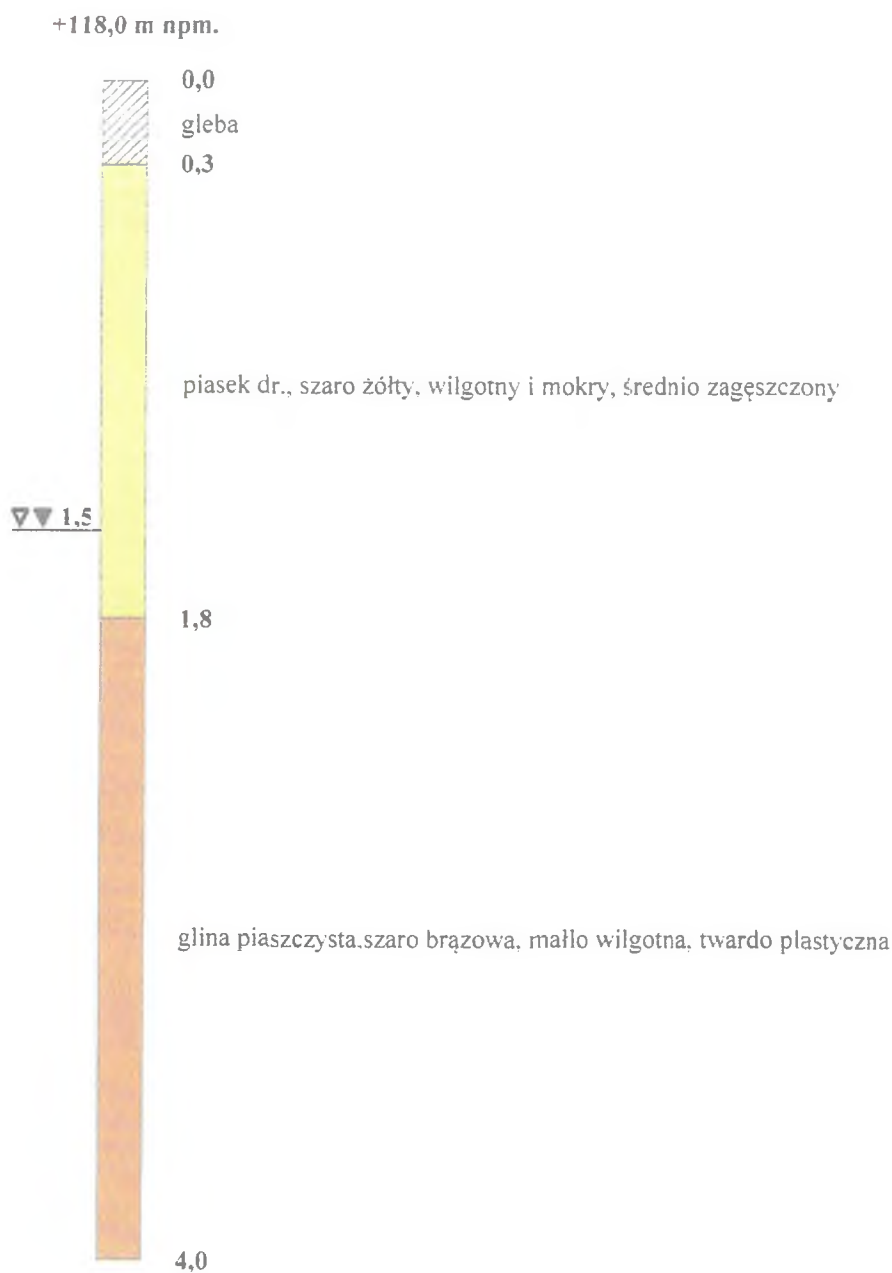 +118,0 m npm.
0,0
gleba
0,3
piasek dr., szaro żółty, wilgotny i mokry, średnio zagęszczony
1,5
1,8
glina piaszczysta.szaro brązowa, małlo wilgotna, twardo plastyczna
4,0